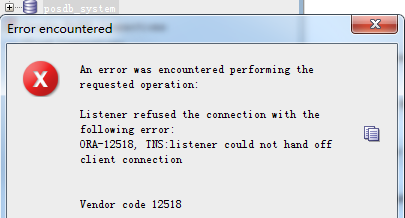 posdb_system
Error encountered
An error was encountered performing the
requested operation:
Listener refused the connection with the
following error:
ORA-12518, TNS:listener could not hand off
client connection
Vendor code 12518